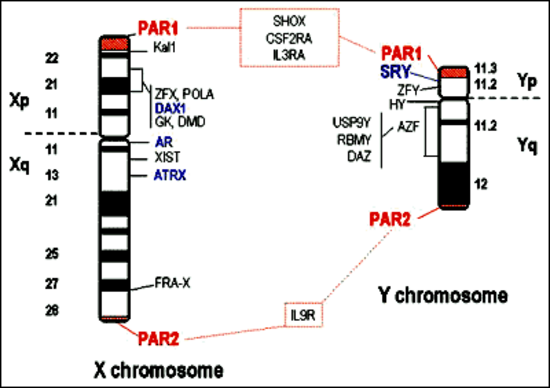 PAR1
SHOX
CSF2RA
IL3RA
Kal1
22
21
Xp
11
ZFX, POLA
DAX1
GK, DMD
AR
XIST
ATRX
11
Xq
13
21
25
27
28
FRA-X
PAR2
X chromosome
IL9R
PAR1
SRY
ZFY
HY
USP9Y
RBMY
DAZ
AZF
11.3
11.2
Yp
11.2
Yq
12
PAR2
Y chromosome